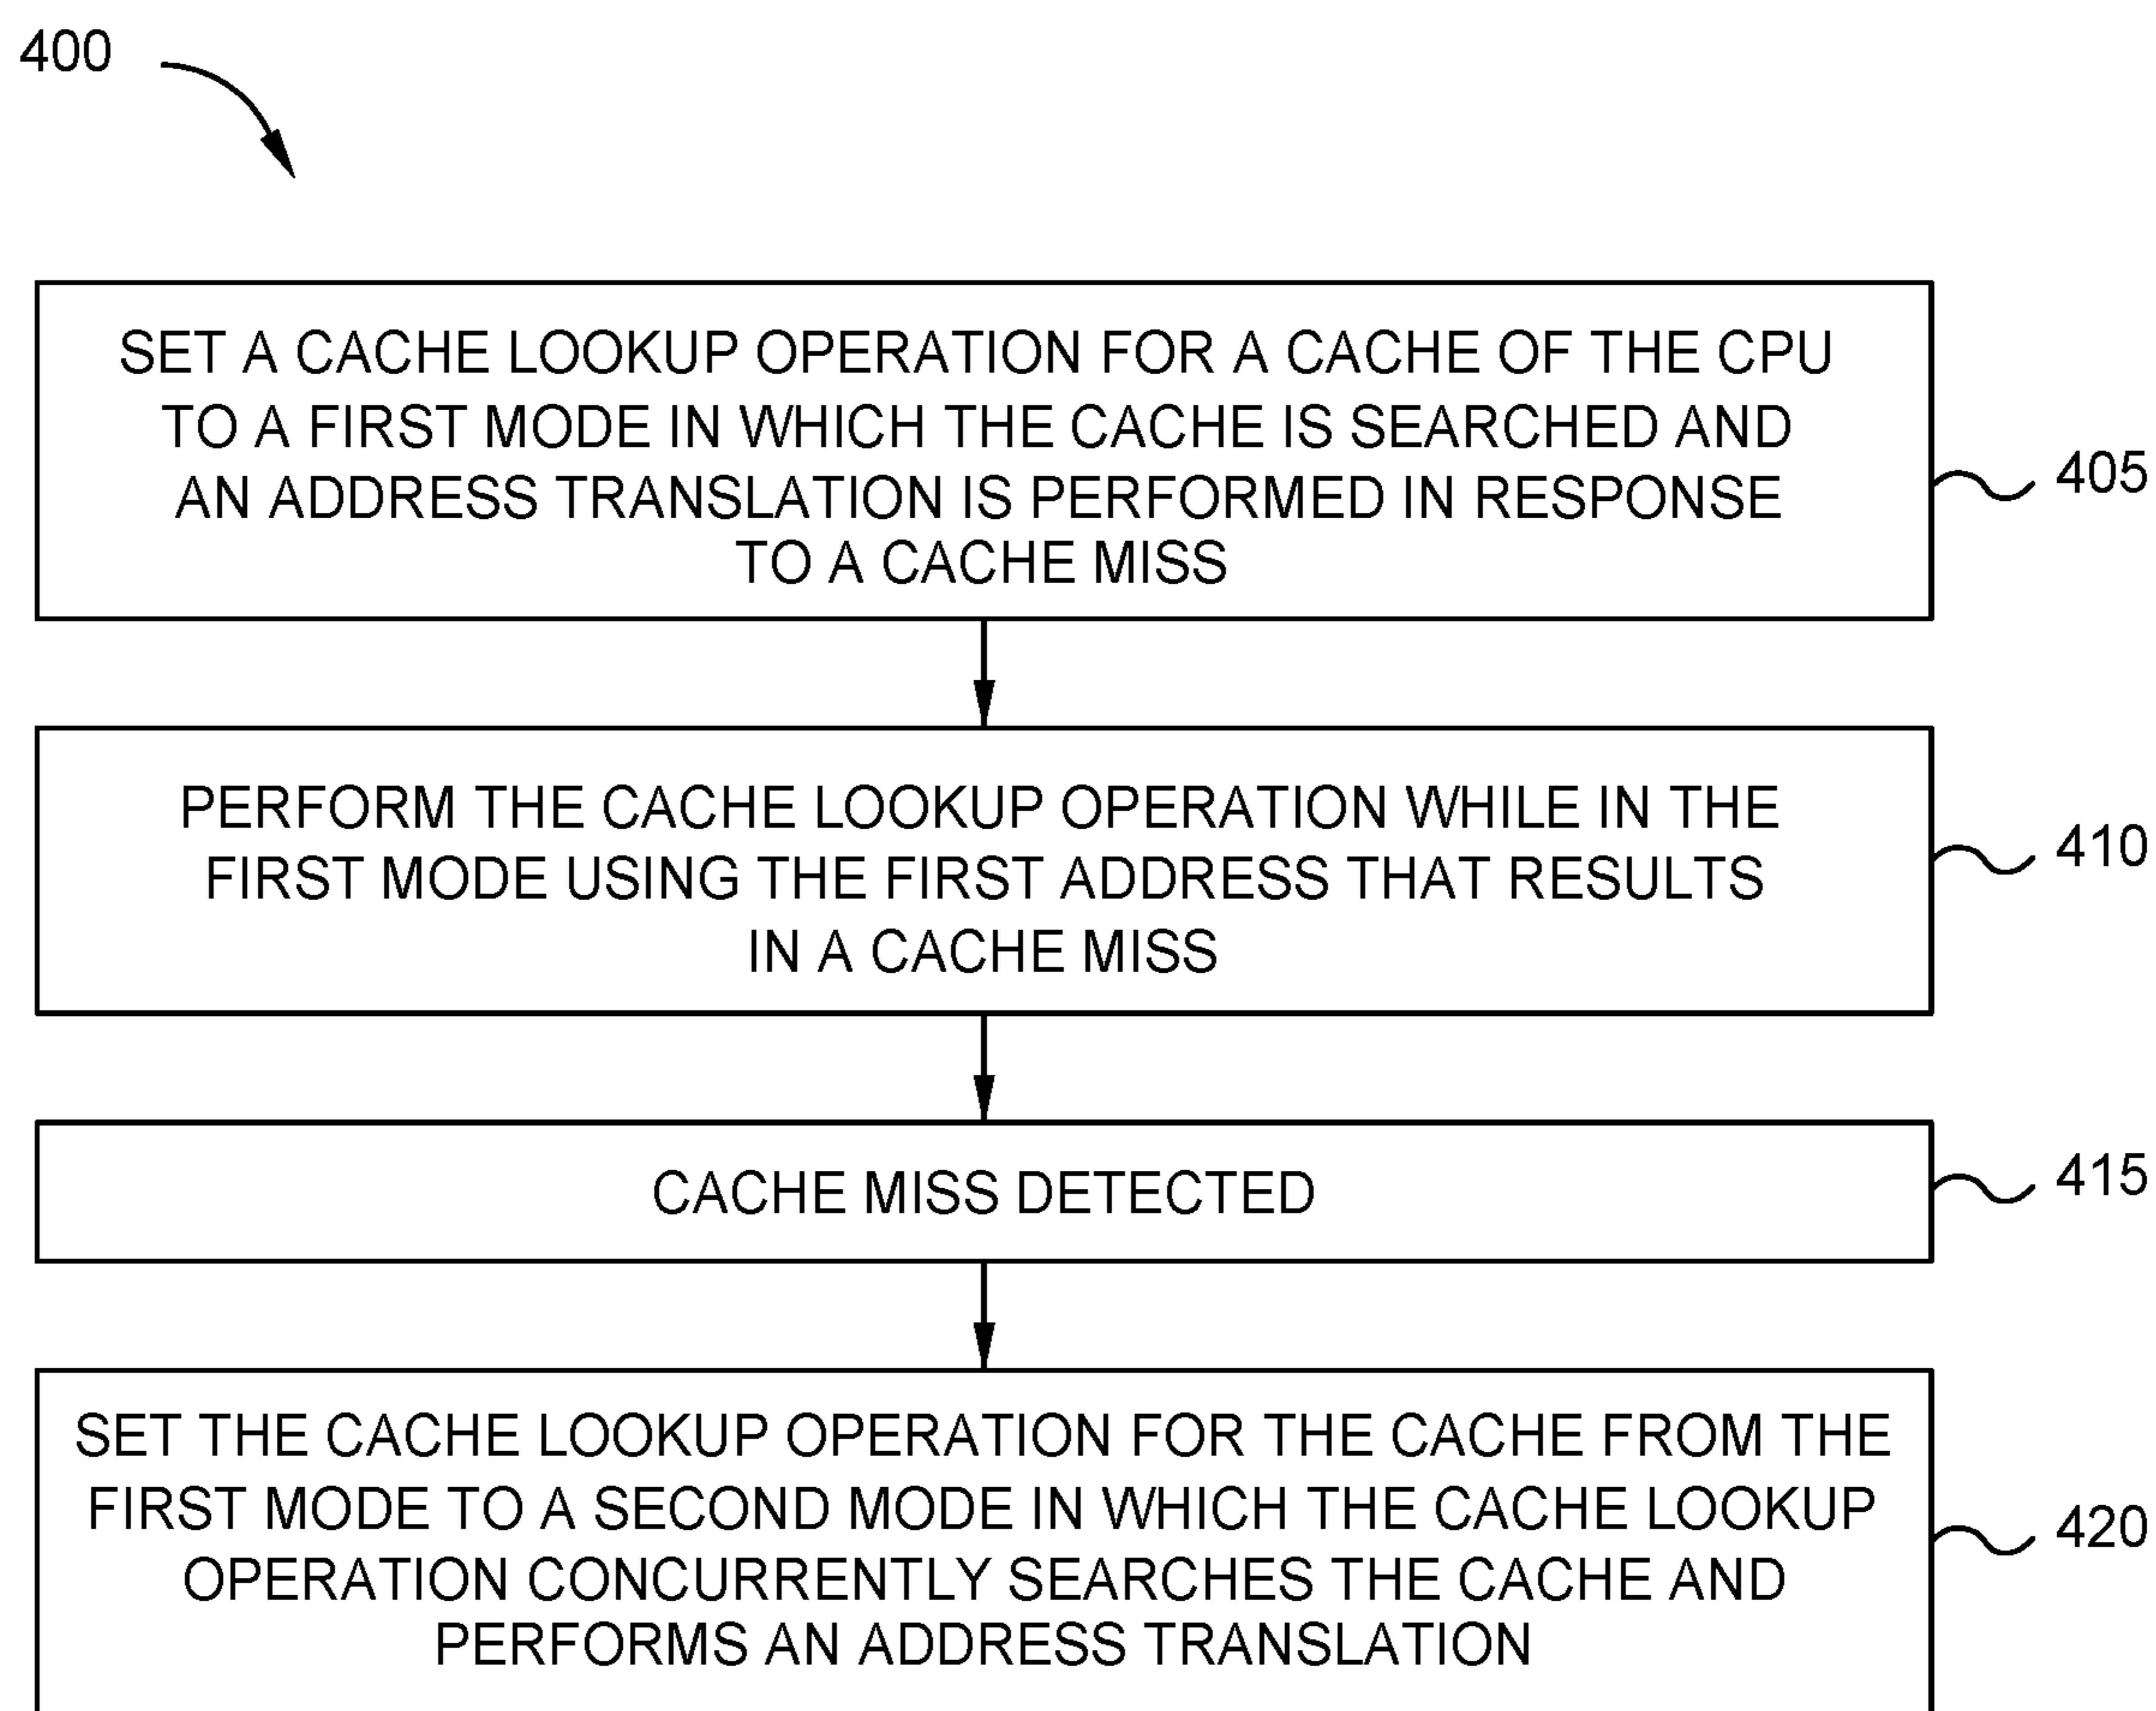 400
SET A CACHE LOOKUP OPERATION FOR A CACHE OF THE CPU
TO A FIRST MODE IN WHICH THE CACHE IS SEARCHED AND
AN ADDRESS TRANSLATION IS PERFORMED IN RESPONSE
TO A CACHE MISS
405
PERFORM THE CACHE LOOKUP OPERATION WHILE IN THE
FIRST MODE USING THE FIRST ADDRESS THAT RESULTS
IN A CACHE MISS
410
CACHE MISS DETECTED
415
SET THE CACHE LOOKUP OPERATION FOR THE CACHE FROM THE
FIRST MODE TO A SECOND MODE IN WHICH THE CACHE LOOKUP
OPERATION CONCURRENTLY SEARCHES THE CACHE AND
PERFORMS AN ADDRESS TRANSLATION
420